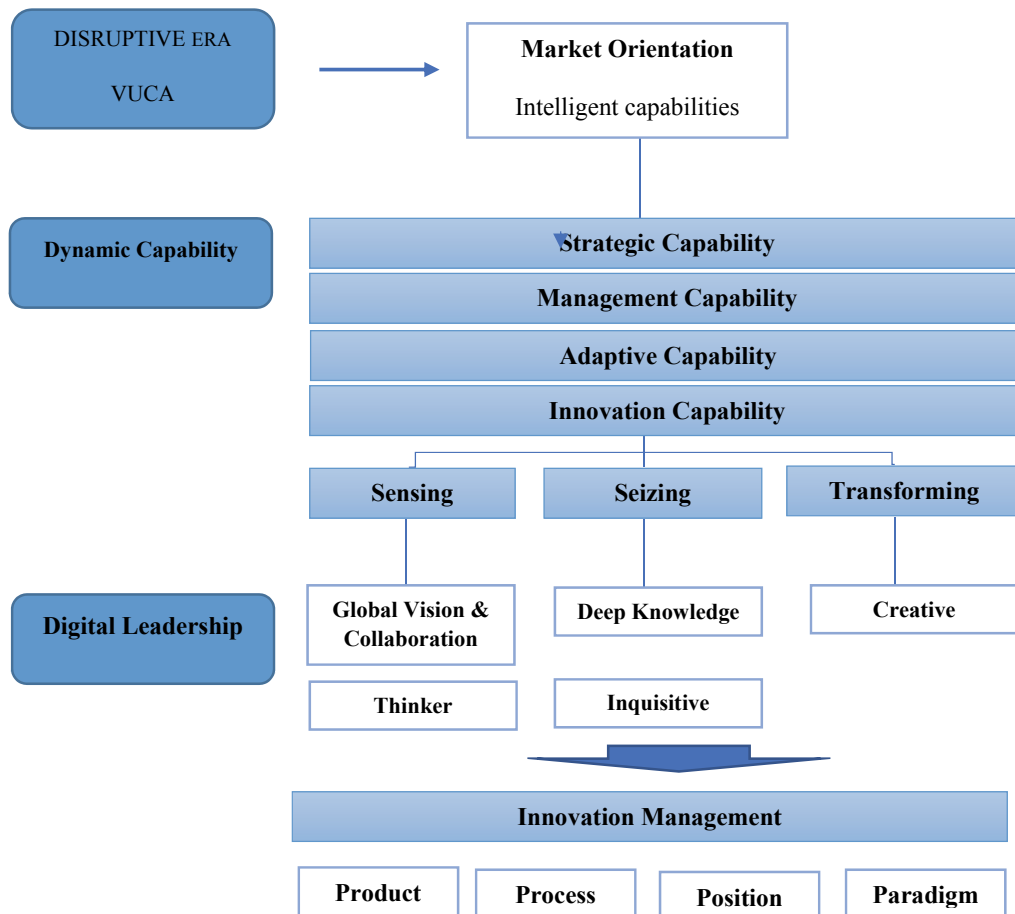 DISRUPTIVE ERA
VUCA
Market Orientation
Intelligent capabilities
Dynamic Capability
Strategic Capability
Management Capability
Adaptive Capability
Innovation Capability
Sensing
Seizing
Transforming
Digital Leadership
Global Vision &
Collaboration
Deep Knowledge
Creative
Thinker
Inquisitive
Innovation Management
Product
Process
Position
Paradigm